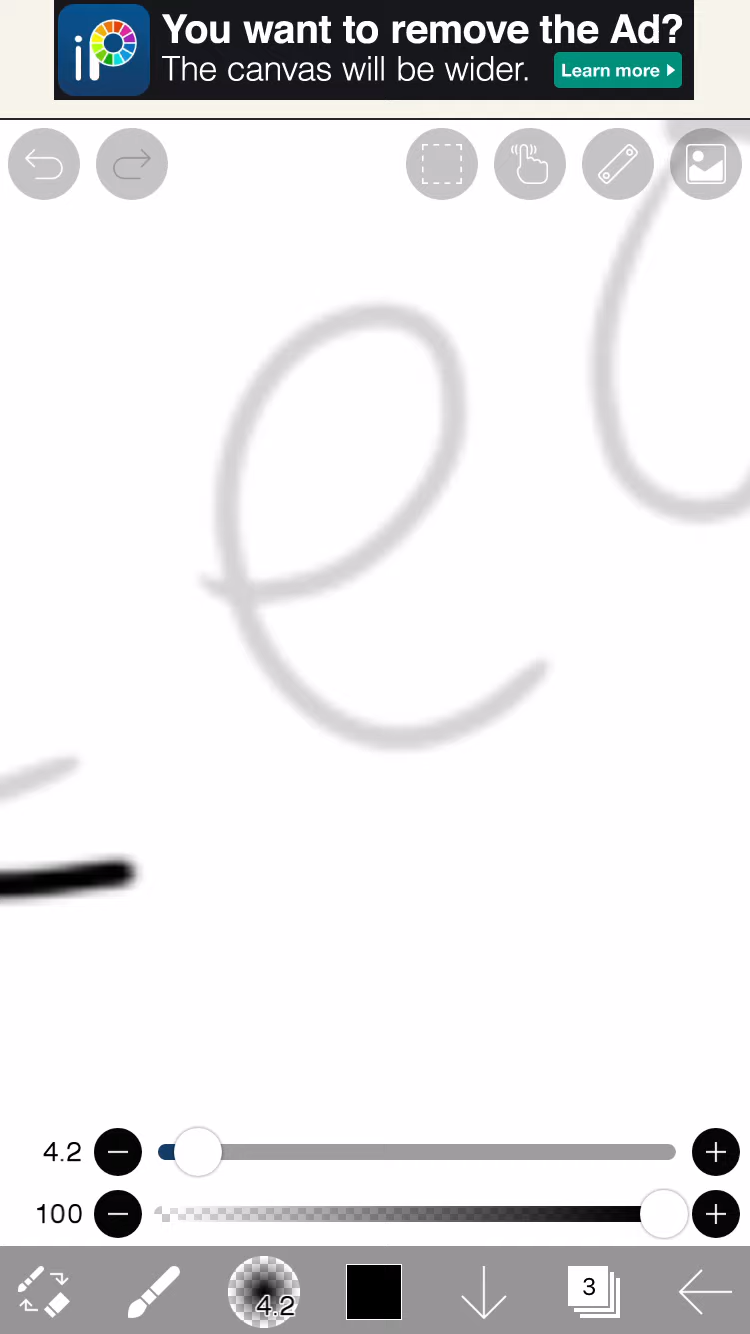 iP You want to remove the Ad?
The canvas will be wider. Learn more
e
4.2
100
4.2
3